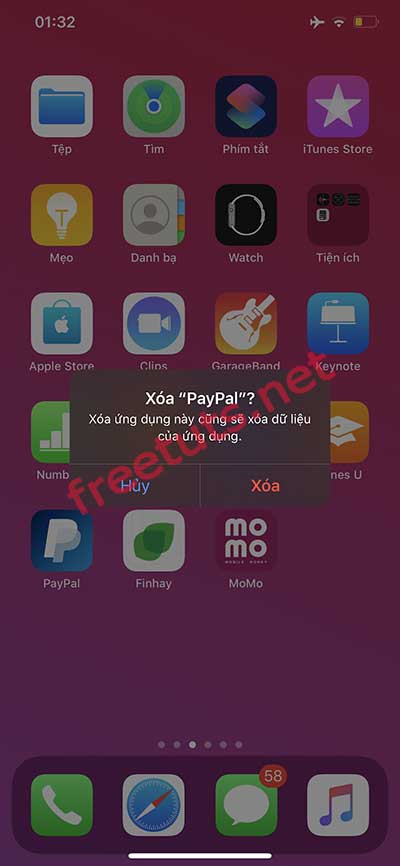 01:32
Tệp
Tìm
Phím tắt
iTunes Store
Mẹo
Danh bạ
Watch
Tiện ích
Apple Store
Clips
GarageBand
Keynote
Xóa “PayPal”?
Xóa ứng dụng này cũng sẽ xóa dữ liệu
của ứng dụng.
Hủy
Xóa
freetuts.net
Numb
nes U
PayPal
Finhay
MOMO
MOBILE MONEY
MoMo
58